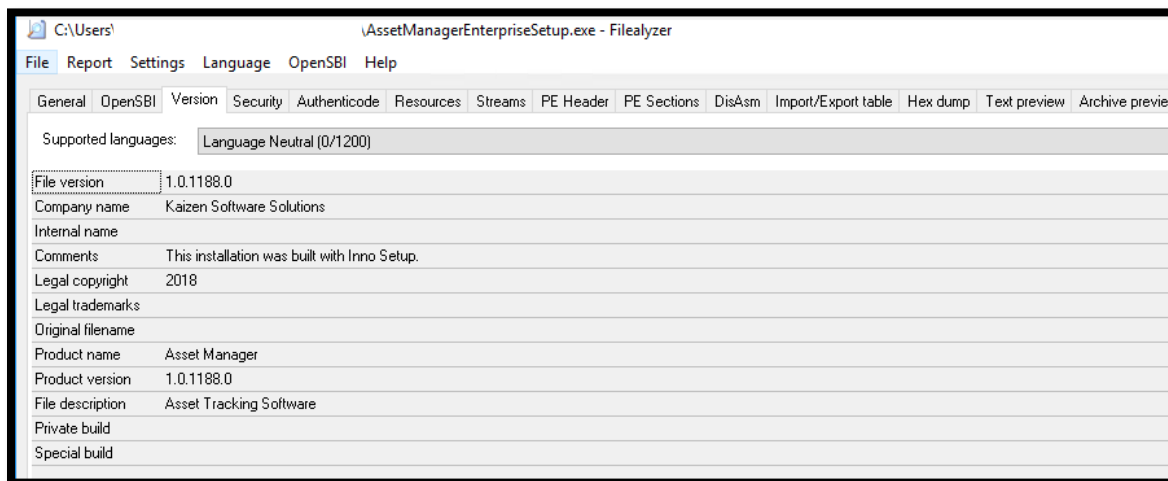 C:\Users\ \AssetManagerEnterpriseSetup.exe - Filealyzer
File Report Settings Language OpenSBI Help
General OpenSBI Version Security Authenticode Resources Streams PE Header PE Sections DisAsm Import/Export table Hex dump Text preview Archive previe
Supported languages: Language Neutral (0/1200)
File version 1.0.1188.0
Company name Kaizen Software Solutions
Internal name
Comments This installation was built with Inno Setup.
Legal copyright 2018
Legal trademarks
Original filename
Product name Asset Manager
Product version 1.0.1188.0
File description Asset Tracking Software
Private build
Special build